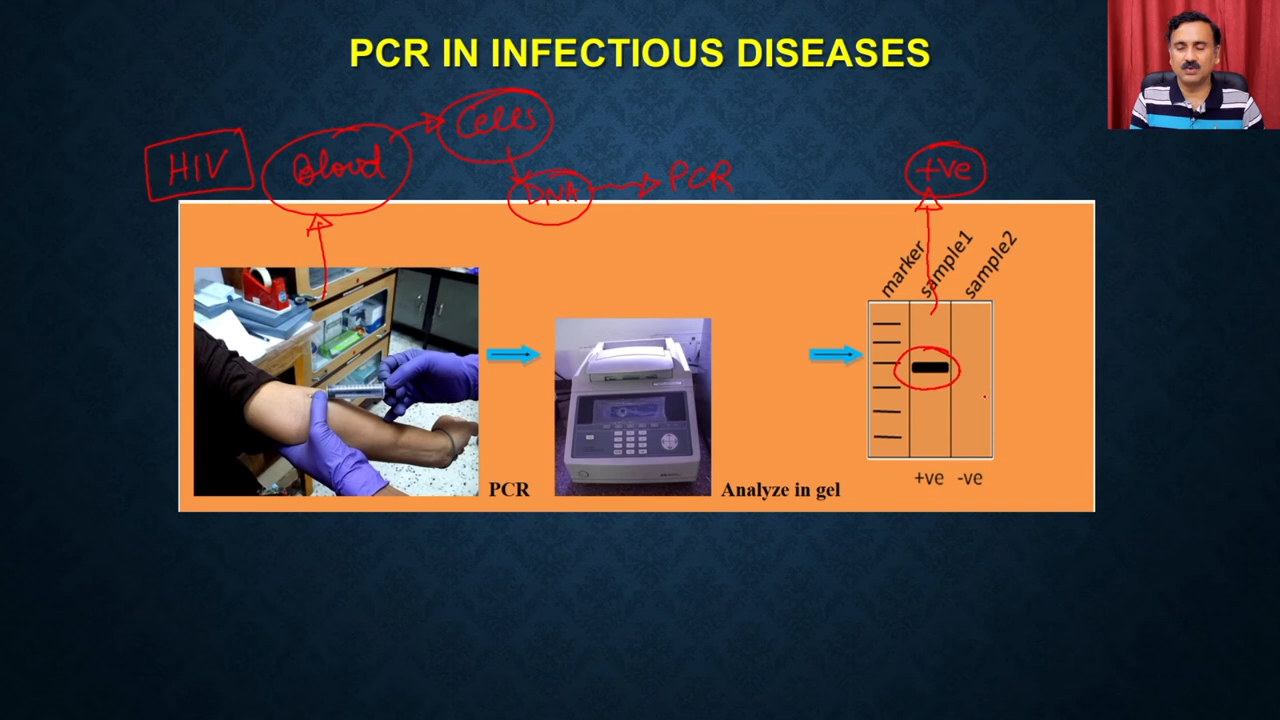 PCR IN INFECTIOUS DISEASES
HIV
Blood
Cells
DNA
PCR
+ve
marker
sample1
sample2
PCR
Analyze in gel
+ve -ve